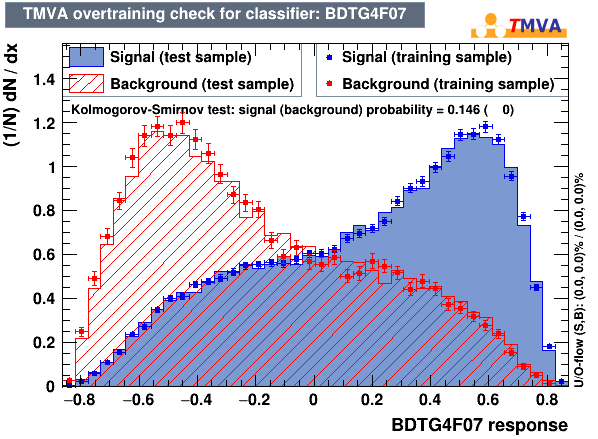 TMVA overtraining check for classifier: BDTG4F07
TMVA
Signal (test sample)
Background (test sample)
Signal (training sample)
Background (training sample)
Kolmogorov-Smirnov test: signal (background) probability = 0.146 ( 0)
(1/N) dN / dx
1.4
1.2
1
0.8
0.6
0.4
0.2
0
−0.8 −0.6 −0.4 −0.2 0 0.2 0.4 0.6 0.8
BDTG4F07 response
U/O-flow (S,B): (0.0, 0.0)% / (0.0, 0.0)%